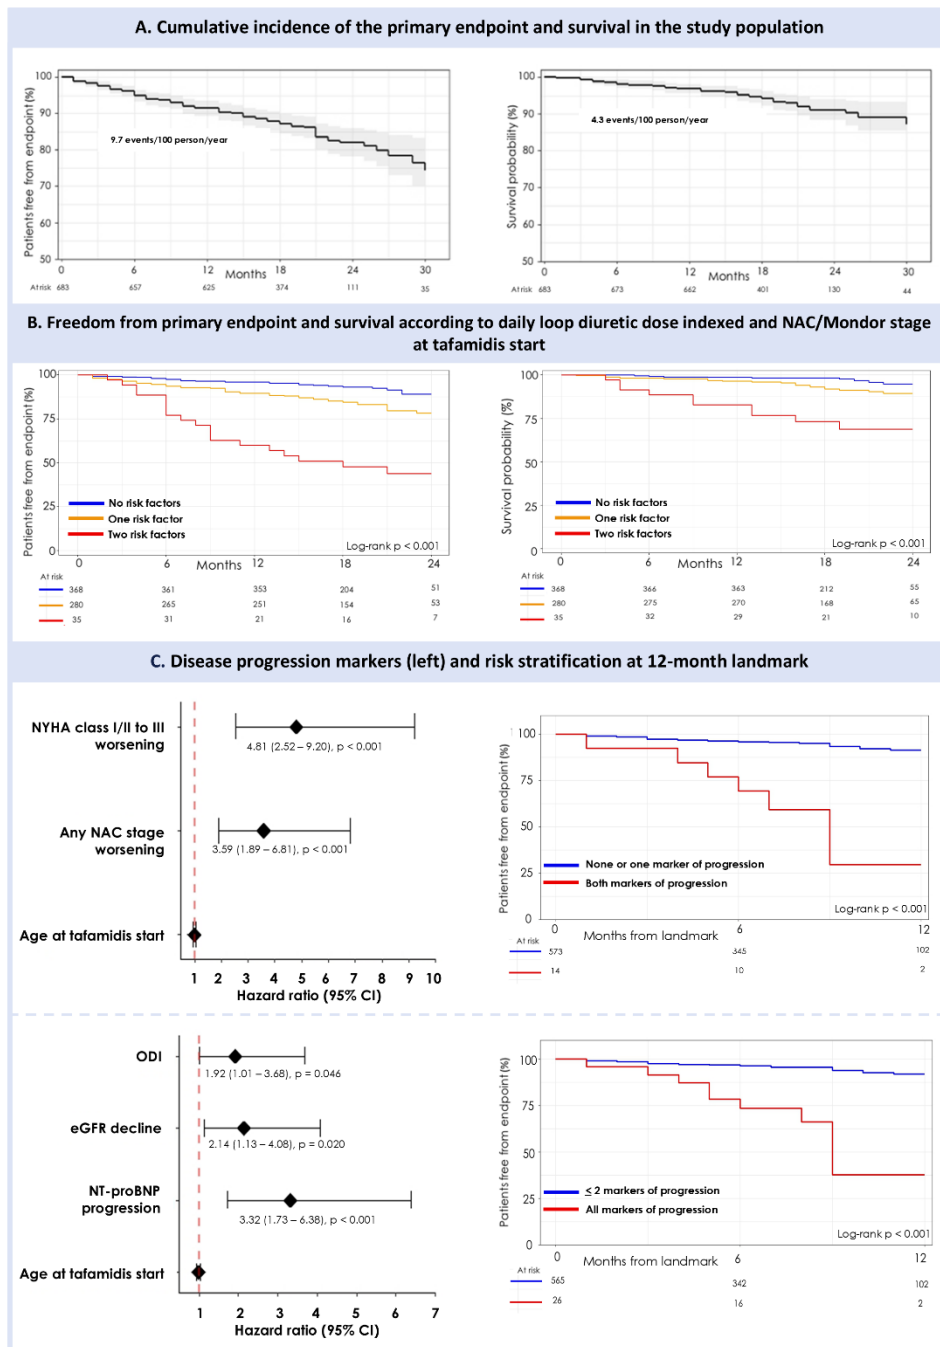 A. Cumulative incidence of the primary endpoint and survival in the study population
Patients free from endpoint (%)
100
90
80
70
60
50
9.7 events/100 person/year
0 6 12 18 24 30
Months
At risk 683 657 625 374 111 35
Survival probability (%)
100
90
80
70
60
50
4.3 events/100 person/year
0 6 12 18 24 30
Months
At risk 683 673 662 401 130 44
B. Freedom from primary endpoint and survival according to daily loop diuretic dose indexed and NAC/Mondor stage
at tafamidis start
Patients free from endpoint (%)
100
75
50
25
0
No risk factors
One risk factor
Two risk factors
Log-rank p < 0.001
0 6 12 18 24
Months
At risk
368 361 353 204 51
280 265 251 154 53
35 31 21 16 7
Survival probability (%)
100
75
50
25
0
No risk factors
One risk factor
Two risk factors
Log-rank p < 0.001
0 6 12 18 24
Months
At risk
368 366 363 212 55
280 275 270 168 65
35 32 29 21 10
C. Disease progression markers (left) and risk stratification at 12-month landmark
NYHA class I/II to III
worsening
4.81 (2.52 – 9.20), p < 0.001
Any NAC stage
worsening
3.59 (1.89 – 6.81), p < 0.001
Age at tafamidis start
1 2 3 4 5 6 7 8 9 10
Hazard ratio (95% CI)
Patients free from endpoint (%)
100
75
50
25
0
None or one marker of progression
Both markers of progression
Log-rank p < 0.001
0 6 12
Months from landmark
At risk
573 345 102
14 10 2
ODI
1.92 (1.01 – 3.68), p = 0.046
eGFR decline
2.14 (1.13 – 4.08), p = 0.020
NT-proBNP
progression
3.32 (1.73 – 6.38), p < 0.001
Age at tafamidis start
1 2 3 4 5 6 7
Hazard ratio (95% CI)
Patients free from endpoint (%)
100
75
50
25
0
≤ 2 markers of progression
All markers of progression
Log-rank p < 0.001
0 6 12
Months from landmark
At risk
565 342 102
26 16 2